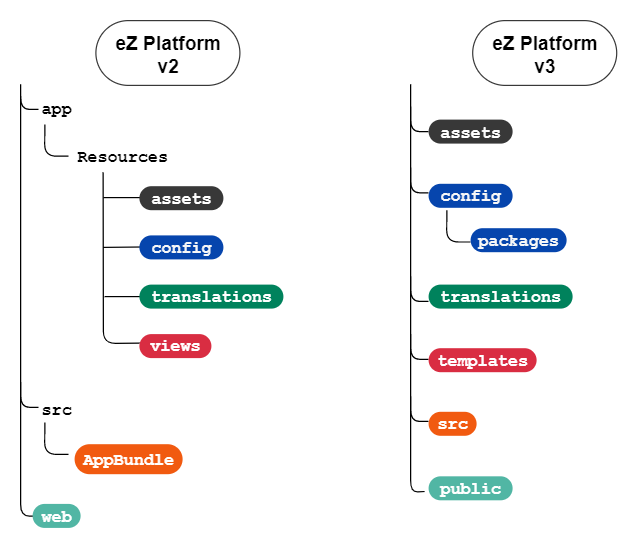 eZ Platform
v2
app
Resources
assets
config
translations
views
src
AppBundle
web
eZ Platform
v3
assets
config
packages
translations
templates
src
public